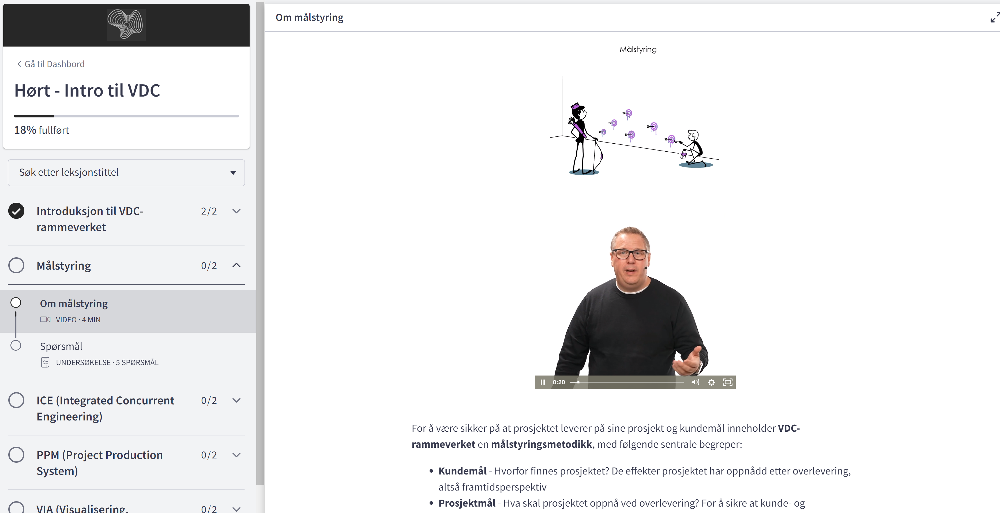 Gå til Dashbord
Hørt - Intro til VDC
18% fullført
Søk etter leksjonstittel
Introduksjon til VDC-
rammeverket
2/2
Målstyring
0/2
Om målstyring
VIDEO · 4 MIN
Spørsmål
UNDERSØKELSE · 5 SPØRSMÅL
ICE (Integrated Concurrent
Engineering)
0/2
PPM (Project Production
System)
0/2
VIA (Visualisering,
0/2
Om målstyring
Målstyring
0:20
For å være sikker på at prosjektet leverer på sine prosjekt og kundemål inneholder VDC-
rammeverket en målstyringsmetodikk, med følgende sentrale begreper:
• Kundemål - Hvorfor finnes prosjektet? De effekter prosjektet har oppnådd etter overlevering,
altså framtidsperspektiv
• Prosjektmål - Hva skal prosjektet oppnå ved overlevering? For å sikre at kunde- og